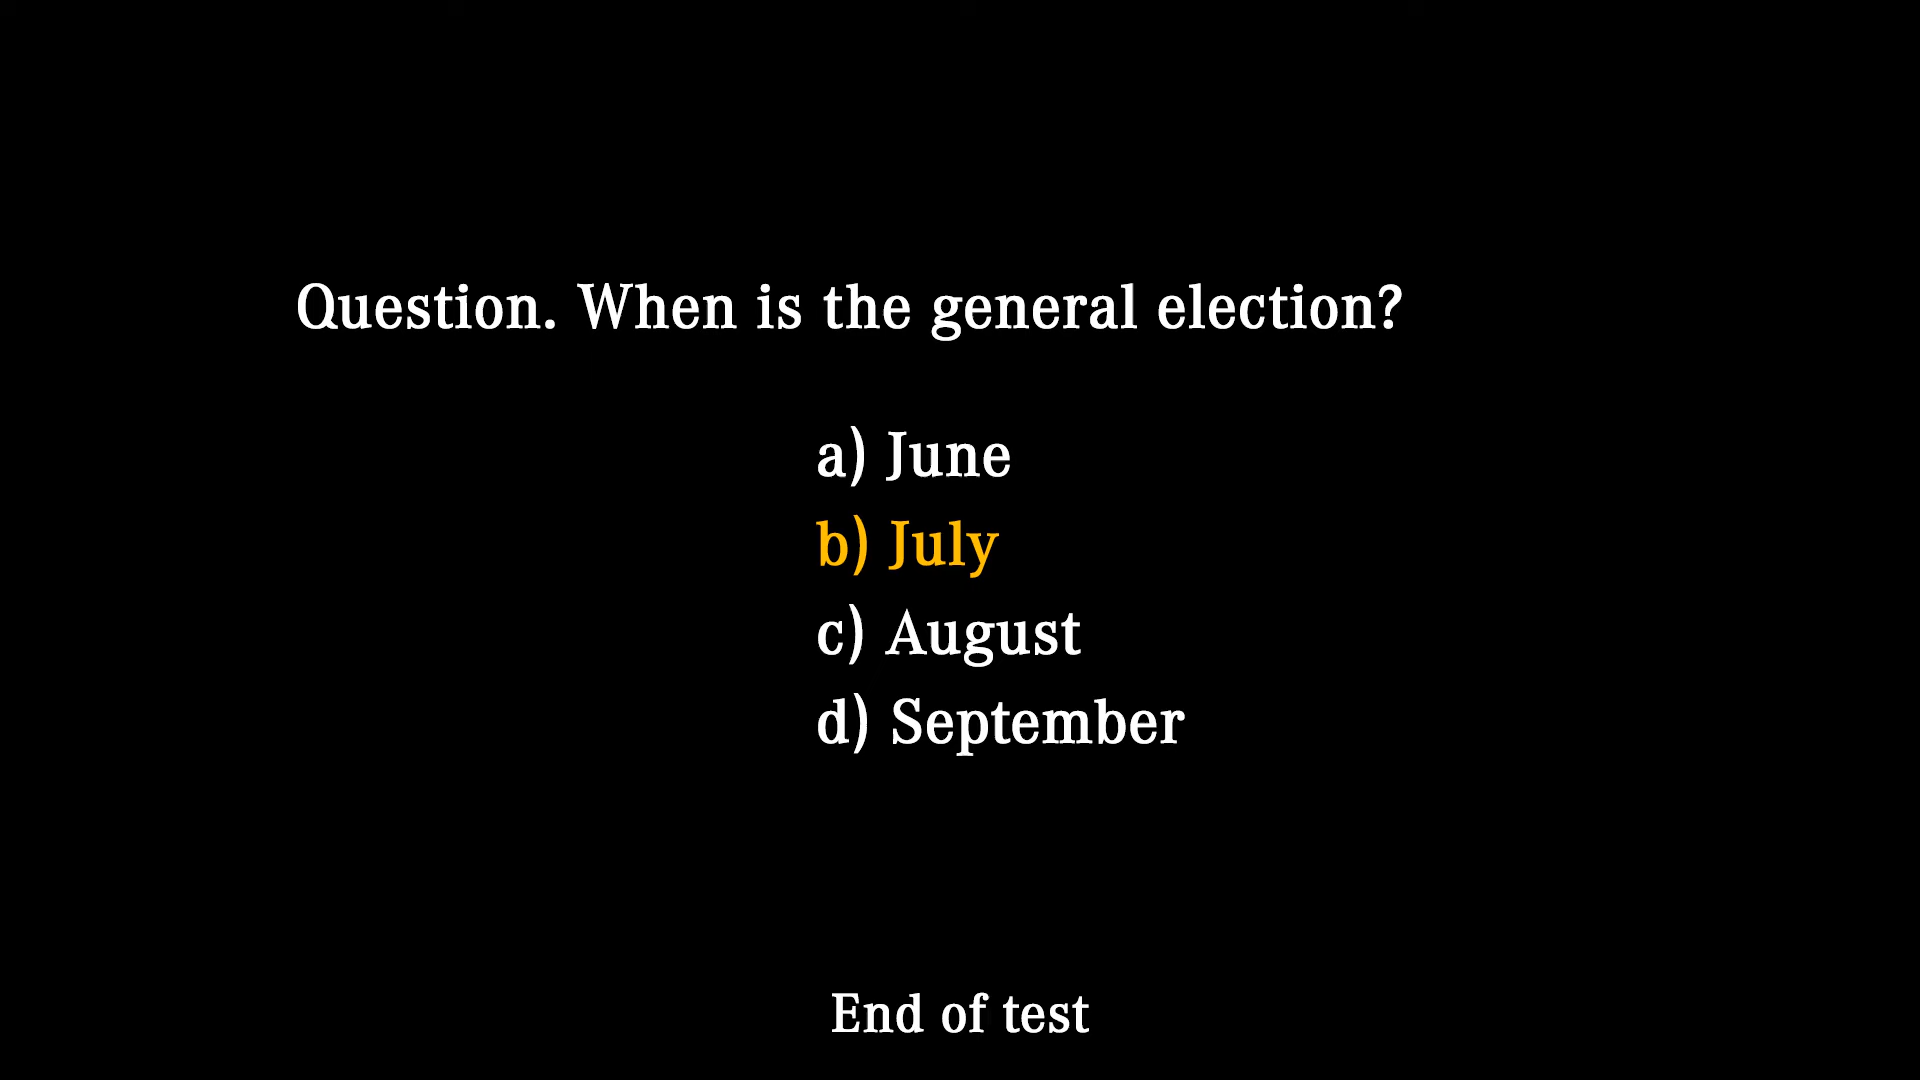 Question. When is the general election?
a) June
b) July
c) August
d) September
End of test